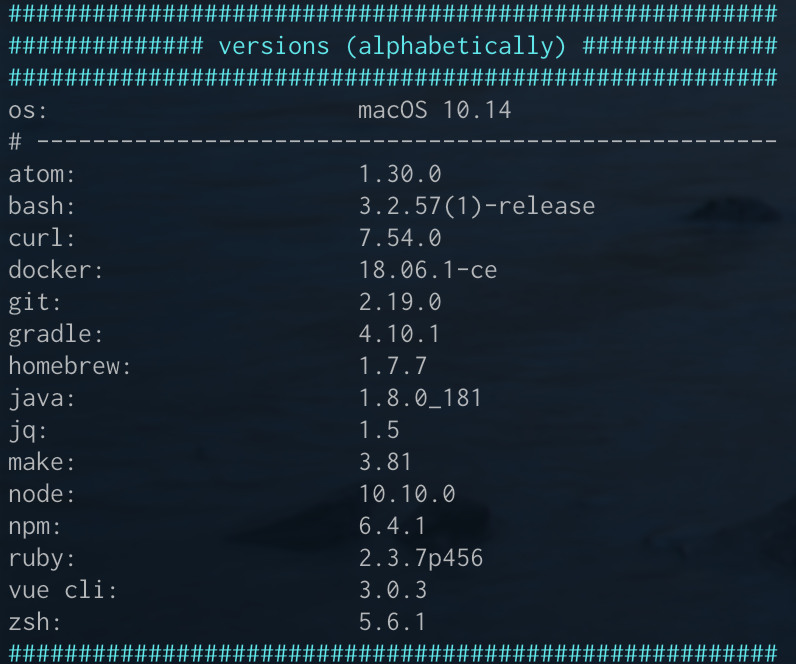 #######################################################
############## versions (alphabetically) ##############
#######################################################
os:                      macOS 10.14
# -----------------------------------------------------
atom:                    1.30.0
bash:                    3.2.57(1)-release
curl:                    7.54.0
docker:                  18.06.1-ce
git:                     2.19.0
gradle:                  4.10.1
homebrew:                1.7.7
java:                    1.8.0_181
jq:                      1.5
make:                    3.81
node:                    10.10.0
npm:                     6.4.1
ruby:                    2.3.7p456
vue cli:                 3.0.3
zsh:                     5.6.1
#######################################################